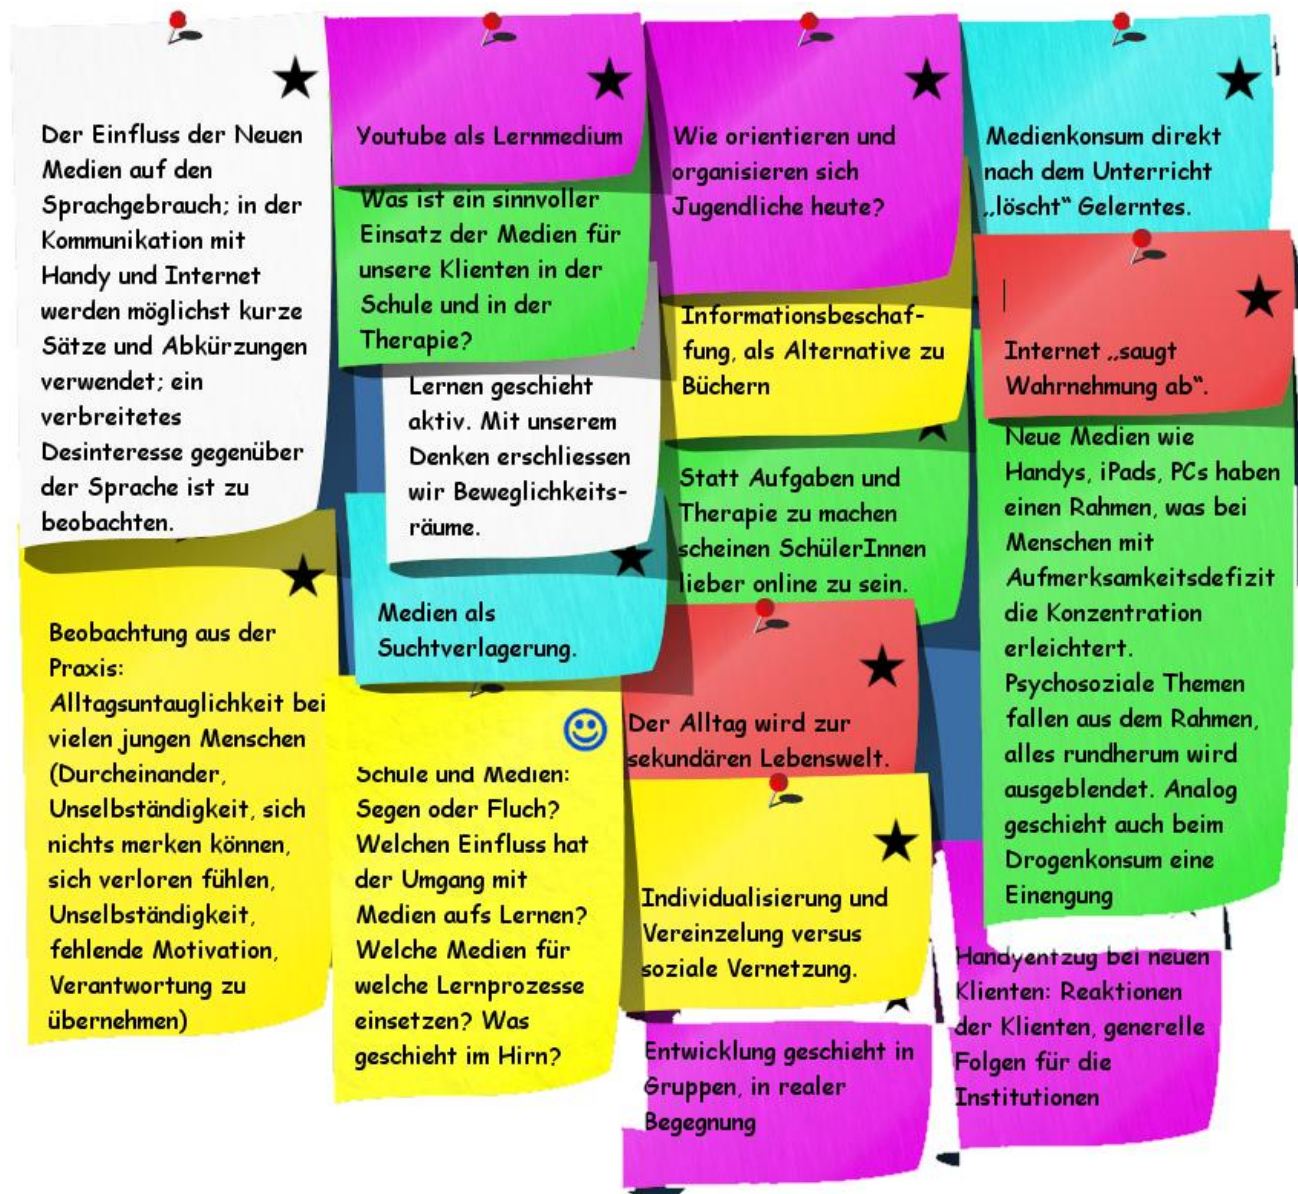 Der Einfluss der Neuen
Medien auf den
Sprachgebrauch; in der
Kommunikation mit
Handy und Internet
werden möglichst kurze
Sätze und Abkürzungen
verwendet; ein
verbreitetes
Desinteresse gegenüber
der Sprache ist zu
beobachten.
Beobachtung aus der
Praxis:
Alltagsuntauglichkeit bei
vielen jungen Menschen
(Durcheinander,
Unselbständigkeit, sich
nichts merken können,
sich verloren fühlen,
Unselbständigkeit,
fehlende Motivation,
Verantwortung zu
übernehmen)
Youtube als Lernmedium
Was ist ein sinnvoller
Einsatz der Medien für
unsere Klienten in der
Schule und in der
Therapie?
Lernen geschieht
aktiv. Mit unserem
Denken erschliessen
wir Beweglichkeits-
räume.
Medien als
Suchtverlagerung.
Schule und Medien:
Segen oder Fluch?
Welchen Einfluss hat
der Umgang mit
Medien aufs Lernen?
Welche Medien für
welche Lernprozesse
einsetzen? Was
geschieht im Hirn?
Wie orientieren und
organisieren sich
Jugendliche heute?
Informationsbeschaf-
fung, als Alternative zu
Büchern
Statt Aufgaben und
Therapie zu machen
scheinen SchülerInnen
lieber online zu sein.
Der Alltag wird zur
sekundären Lebenswelt.
Individualisierung und
Vereinzelung versus
soziale Vernetzung.
Entwicklung geschieht in
Gruppen, in realer
Begegnung
Medienkonsum direkt
nach dem Unterricht
„löscht“ Gelerntes.
Internet „saugt
Wahrnehmung ab“.
Neue Medien wie
Handys, iPads, PCs haben
einen Rahmen, was bei
Menschen mit
Aufmerksamkeitsdefizit
die Konzentration
erleichtert.
Psychosoziale Themen
fallen aus dem Rahmen,
alles rundherum wird
ausgeblendet. Analog
geschieht auch beim
Drogenkonsum eine
Einengung
Handyentzug bei neuen
Klienten: Reaktionen
der Klienten, generelle
Folgen für die
Institutionen